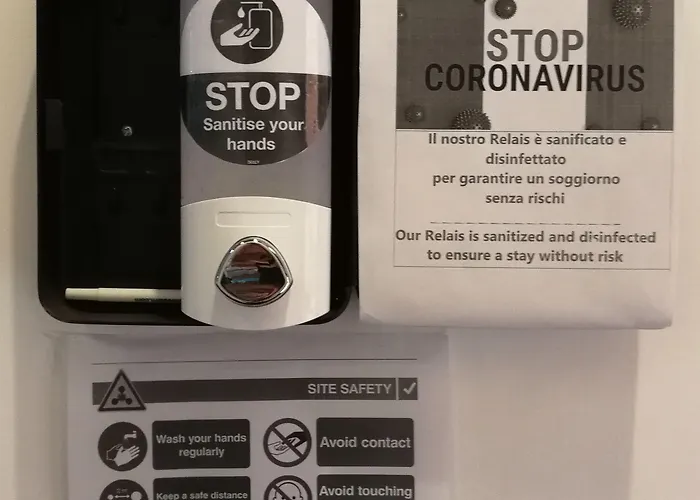 STOP
Sanitise your
hands
STOP
CORONAVIRUS
Il nostro Relais è sanificato e
disinfettato
per garantire un soggiorno
senza rischi
Our Relais is sanitized and disinfected
to ensure a stay without risk
SITE SAFETY
Wash your hands
regularly
Avoid contact
Keep a safe distance
Avoid touching